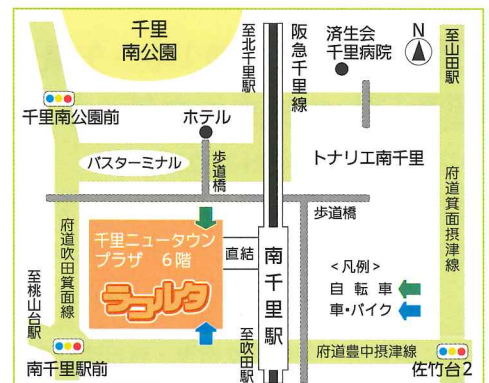 千里
南公園
至北千里駅
阪急千里線
済生会
千里病院
N
至山田駅
千里南公園前
ホテル
バスターミナル
歩道橋
トナリエ南千里
府道箕面摂津線
歩道橋
府道吹田箕面線
千里ニュータウン
プラザ 6階
ラコルタ
直結
南千里駅
<凡例>
自転車
車・バイク
至桃山台駅
至吹田駅
南千里駅前
府道豊中摂津線
佐竹台2